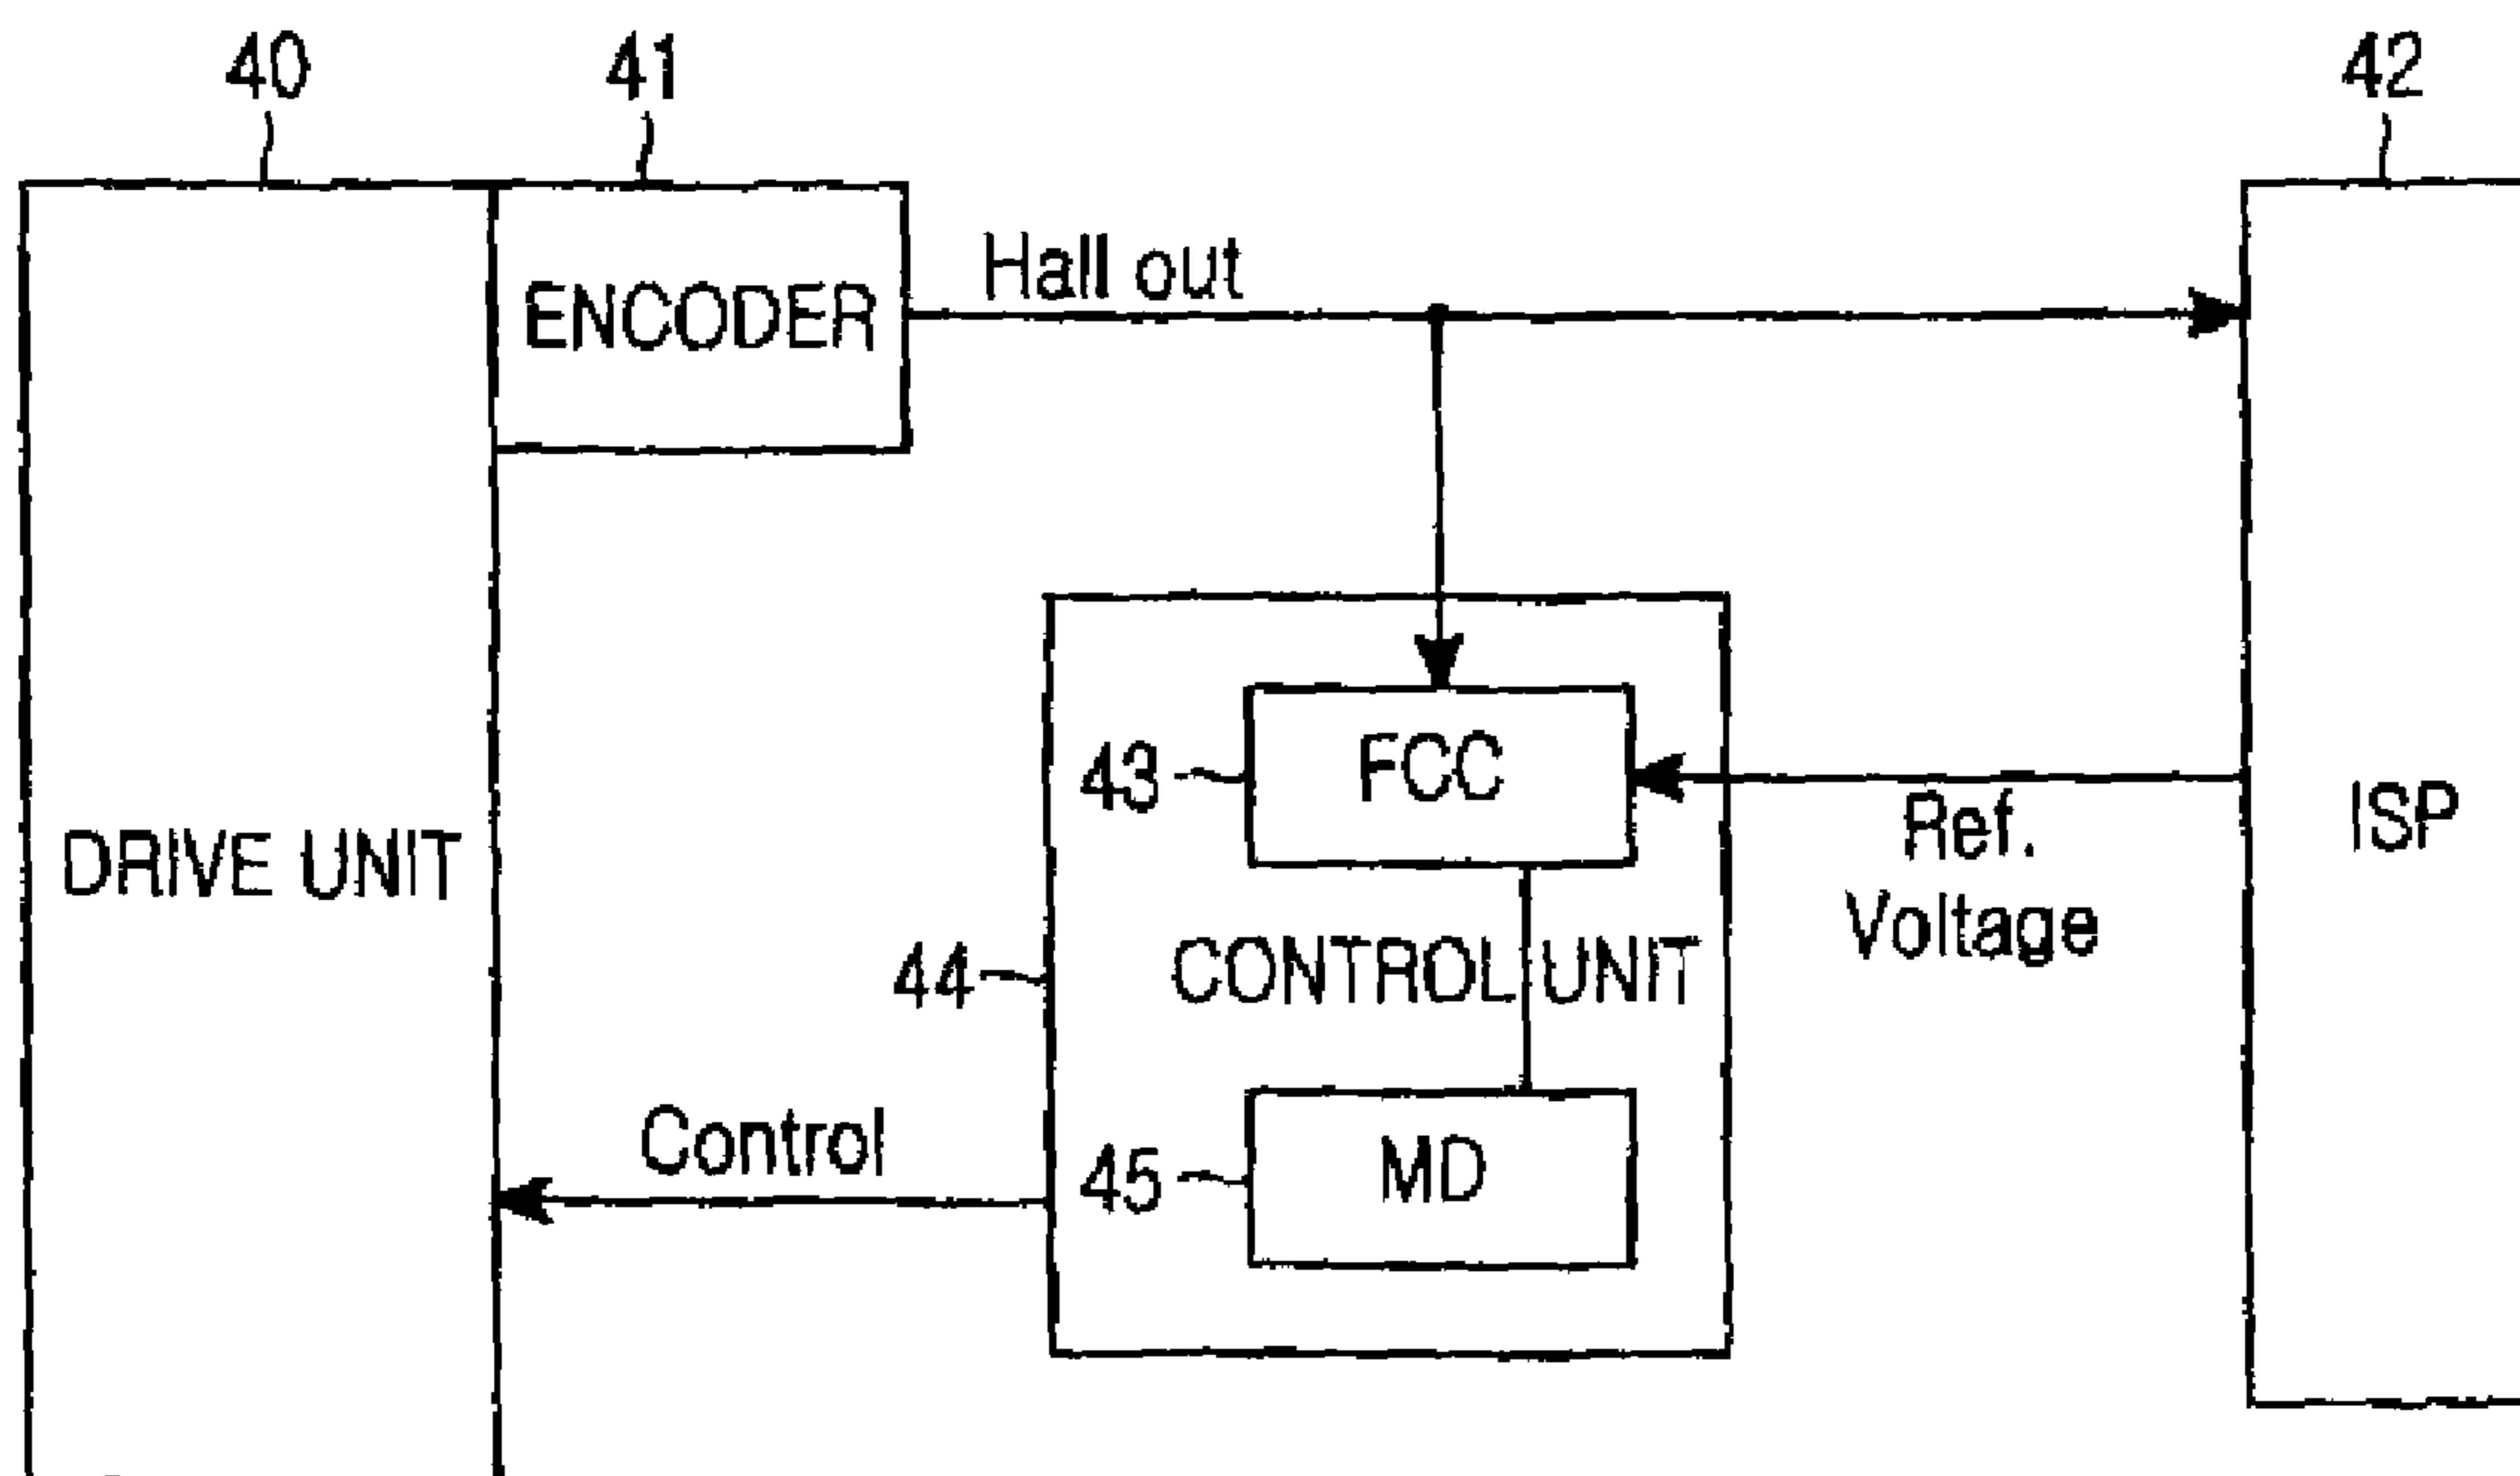 40
41
42
ENCODER
Hall out
43
FCC
DRIVE UNIT
Ref.
Voltage
ISP
44
CONTROL UNIT
Control
45
MD